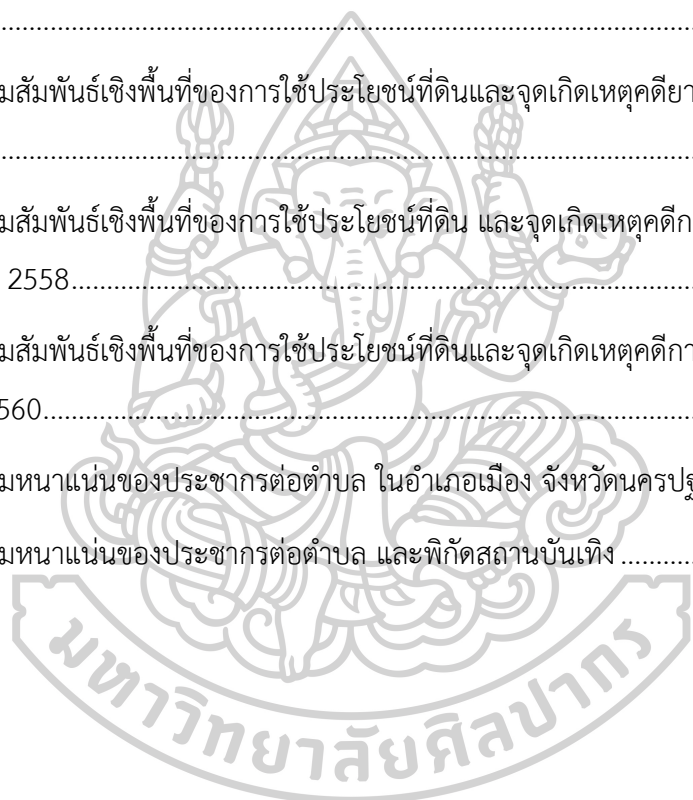 ................................................................................
มสัมพันธ์เชิงพื้นที่ของการใช้ประโยชน์ที่ดินและจุดเกิดเหตุคดียา
................................................................................
มสัมพันธ์เชิงพื้นที่ของการใช้ประโยชน์ที่ดิน และจุดเกิดเหตุคดีก
2558................................................................................
มสัมพันธ์เชิงพื้นที่ของการใช้ประโยชน์ที่ดินและจุดเกิดเหตุคดีกา
560................................................................................
มหนาแน่นของประชากรต่อตำบล ในอำเภอเมือง จังหวัดนครปฐ
มหนาแน่นของประชากรต่อตำบล และพิกัดสถานบันเทิง ............
มหาวิทยาลัยศิลปากร